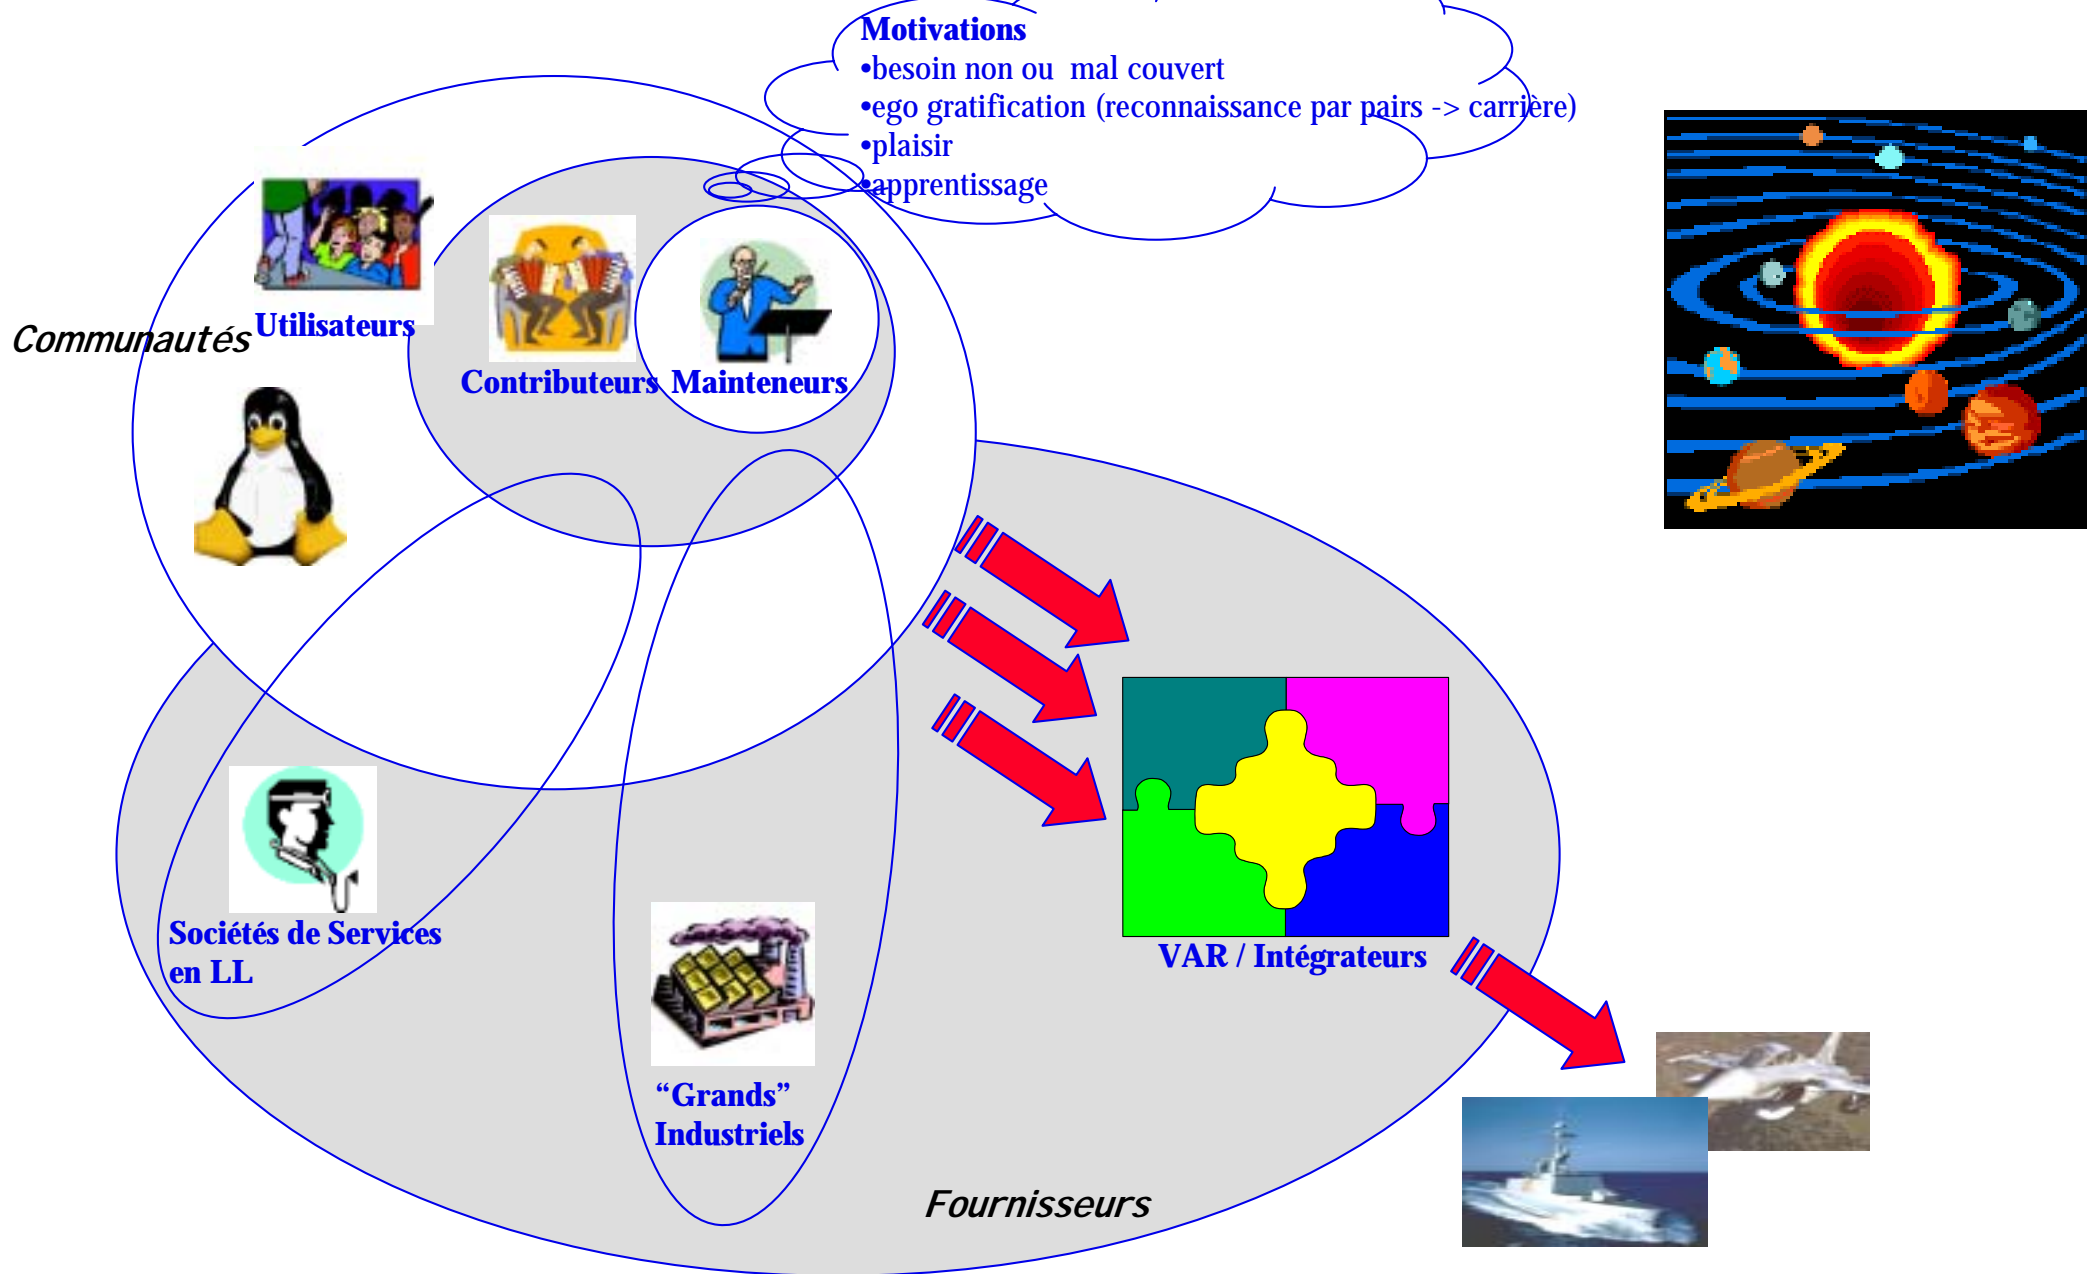 Motivations
•besoin non ou mal couvert
•ego gratification (reconnaissance par pairs -> carrière)
•plaisir
•apprentissage
Communautés
Utilisateurs
Contributeurs
Mainteneurs
Sociétés de Services
en LL
“Grands”
Industriels
VAR / Intégrateurs
Fournisseurs